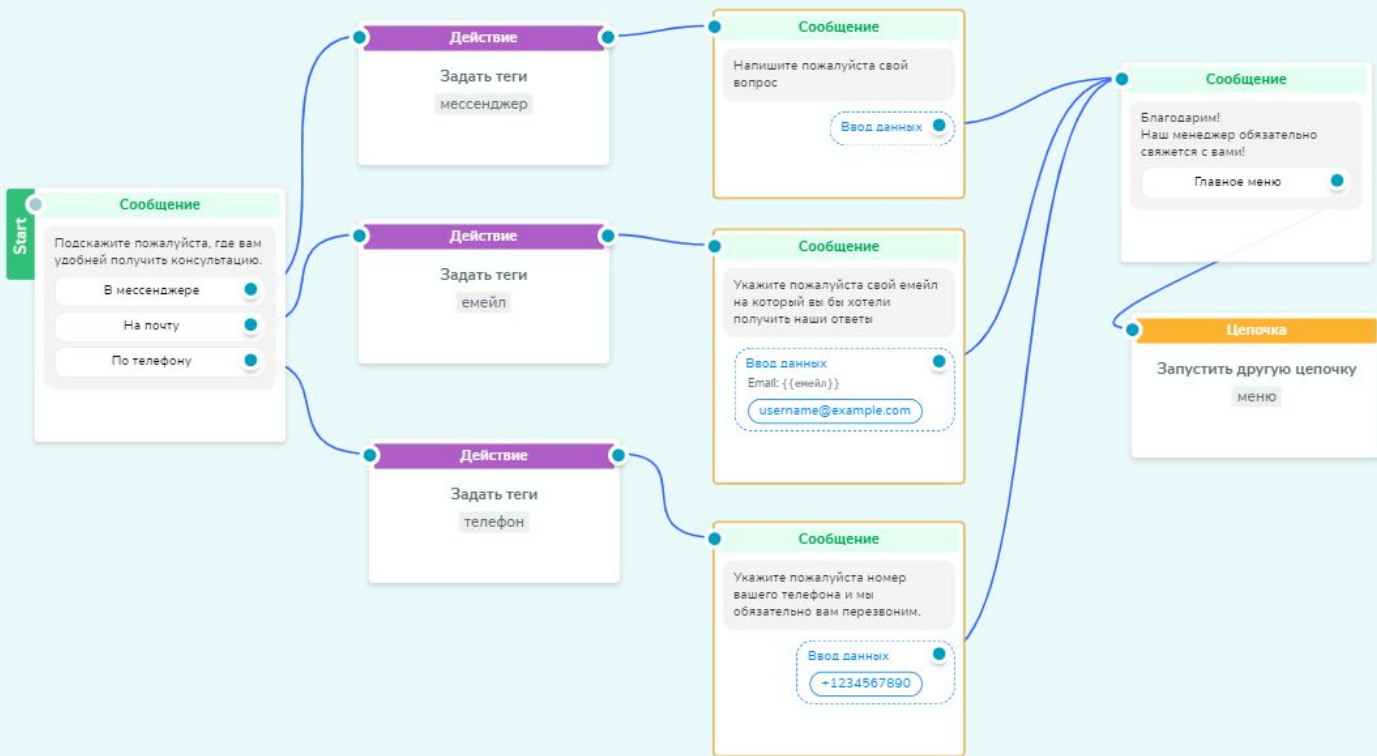 Start
Сообщение
Подскажите пожалуйста, где вам
удобней получить консультацию.
В мессенджере
На почту
По телефону
Действие
Задать теги
мессенджер
Действие
Задать теги
емейл
Действие
Задать теги
телефон
Сообщение
Напишите пожалуйста свой
вопрос
Ввод данных
Сообщение
Укажите пожалуйста свой емейл
на который вы бы хотели
получить наши ответы
Ввод данных
Email: {{емейл}}
username@example.com
Сообщение
Укажите пожалуйста номер
вашего телефона и мы
обязательно вам перезвоним.
Ввод данных
+1234567890
Сообщение
Благодарим!
Наш менеджер обязательно
свяжется с вами!
Главное меню
Цепочка
Запустить другую цепочку
меню